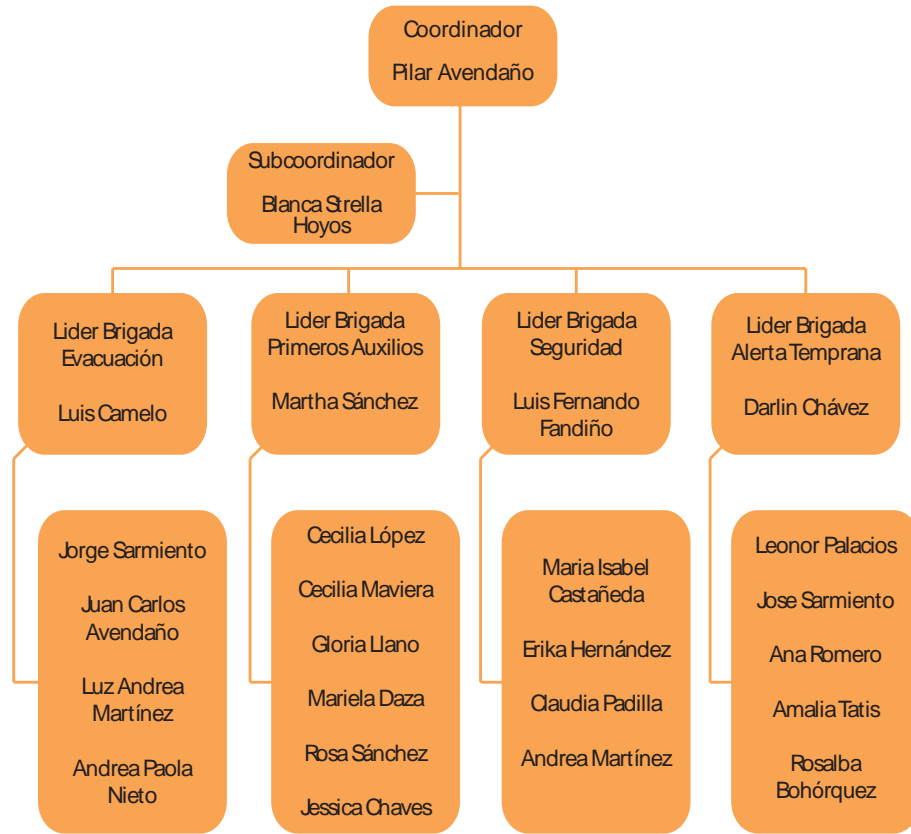 Coordinador
Pilar Avendaño
Subcoordinador
Blanca Strella
Hoyos
Lider Brigada
Evacuación
Luis Camelo
Lider Brigada
Primeros Auxilios
Martha Sánchez
Lider Brigada
Seguridad
Luis Fernando
Fandiño
Lider Brigada
Alerta Temprana
Darlin Chávez
Jorge Sarmiento
Juan Carlos
Avendaño
Luz Andrea
Martínez
Andrea Paola
Nieto
Cecilia López
Cecilia Maviera
Gloria Llano
Mariela Daza
Rosa Sánchez
Jessica Chaves
Maria Isabel
Castañeda
Erika Hernández
Claudia Padilla
Andrea Martínez
Leonor Palacios
Jose Sarmiento
Ana Romero
Amalia Tatis
Rosalba
Bohórquez